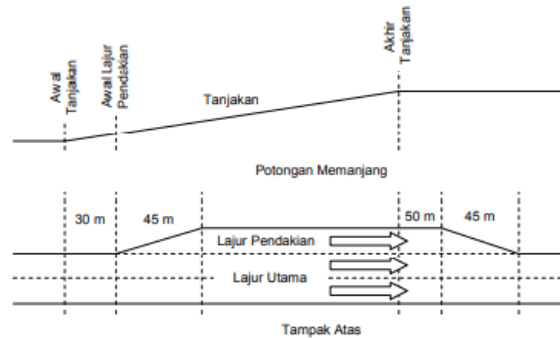 Awal
Tanjakan
Awal Lajur
Pendakian
Akhir
Tanjakan
Tanjakan
Potongan Memanjang
30 m
45 m
50 m
45 m
Lajur Pendakian
Lajur Utama
Tampak Atas